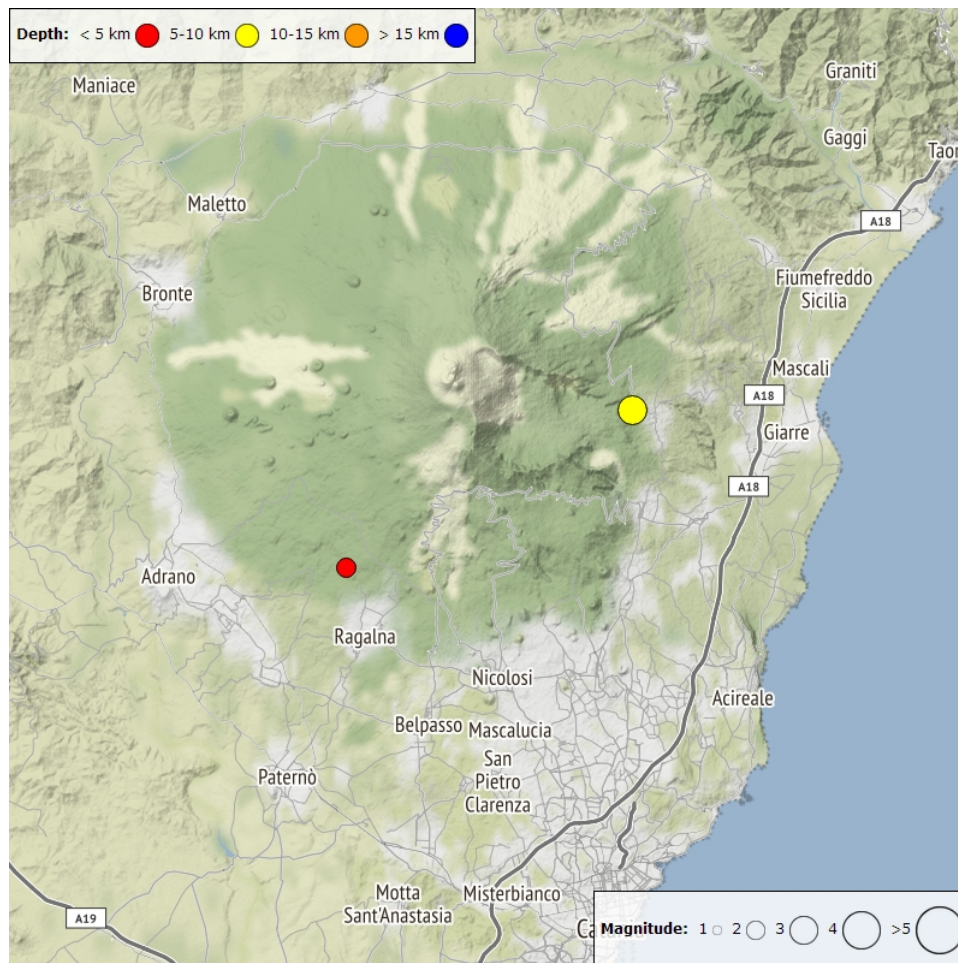 Depth: < 5 km 5-10 km 10-15 km > 15 km
Maniace
Graniti
Gaggi
Taor
Maletto
A18
Bronte
Fiumefreddo
Sicilia
Mascali
A18
Giarre
A18
Adrano
Ragalna
Nicolosi
Acireale
Belpasso
Mascalucia
San
Pietro
Clarenza
Paternò
Motta
Sant'Anastasia
Misterbianco
A19
Magnitude: 1 2 3 4 >5